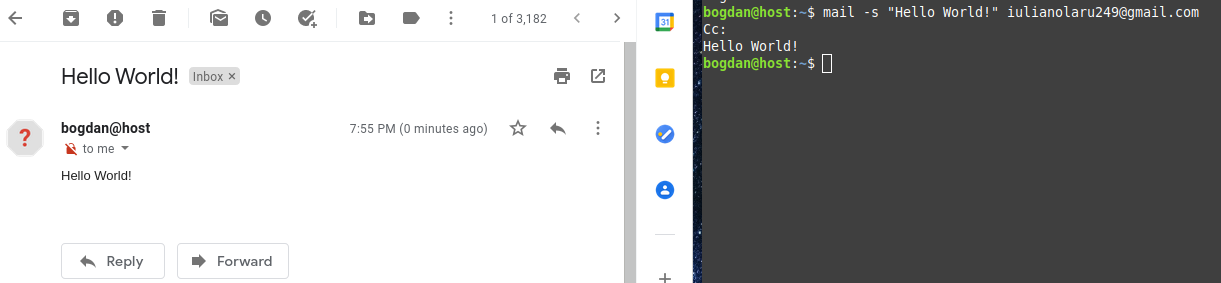 1 of 3,182
Hello World!
Inbox ×
bogdan@host
7:55 PM (0 minutes ago)
to me
Hello World!
Reply
Forward
31
bogdan@host:~$ mail -s "Hello World!" iulianolaru249@gmail.com
Cc:
Hello World!
bogdan@host:~$